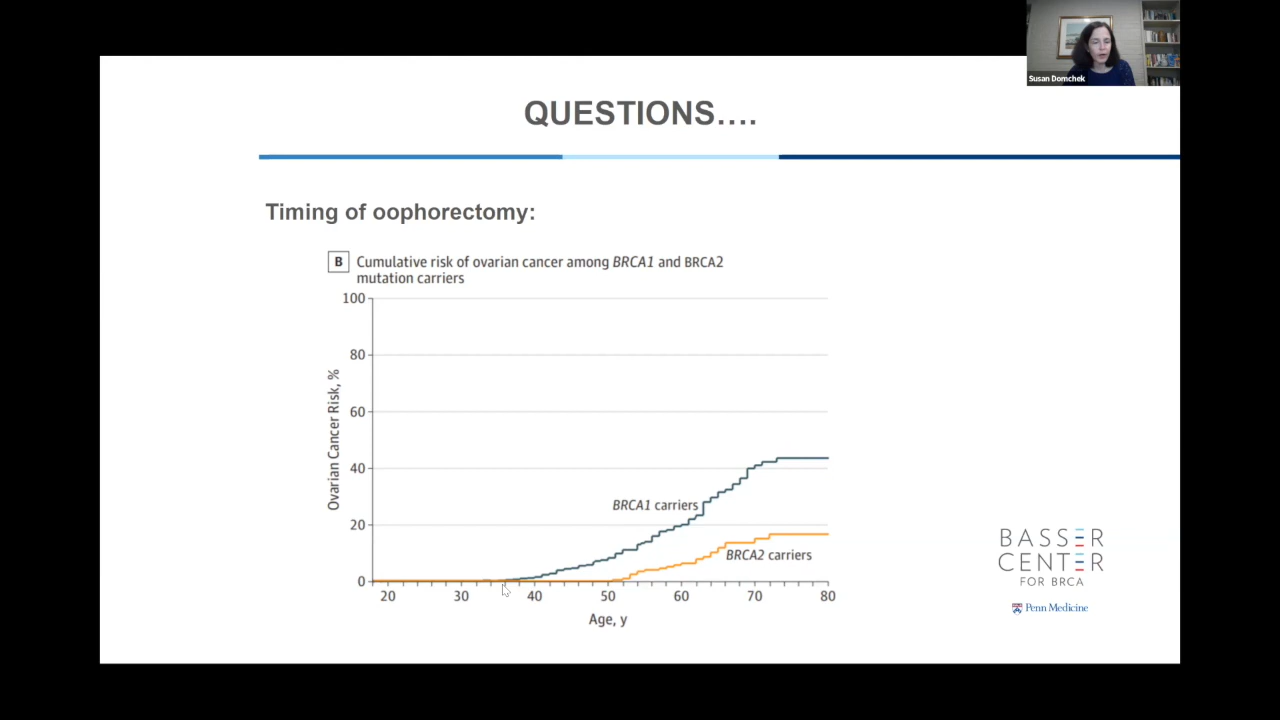 Susan Domchek
QUESTIONS....
Timing of oophorectomy:
B Cumulative risk of ovarian cancer among BRCA1 and BRCA2
mutation carriers
100
80
60
40
20
0
Ovarian Cancer Risk, %
BRCA1 carriers
BRCA2 carriers
20 30 40 50 60 70 80
Age, y
BASSER
CENTER
FOR BRCA
Penn Medicine